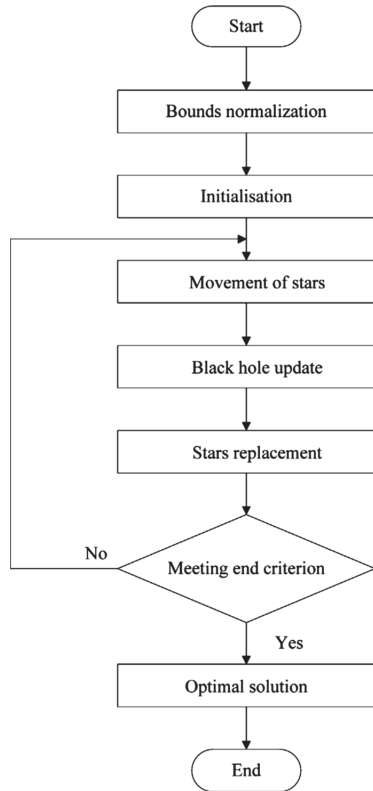 Start
Bounds normalization
Initialisation
Movement of stars
Black hole update
Stars replacement
Meeting end criterion
No
Yes
Optimal solution
End